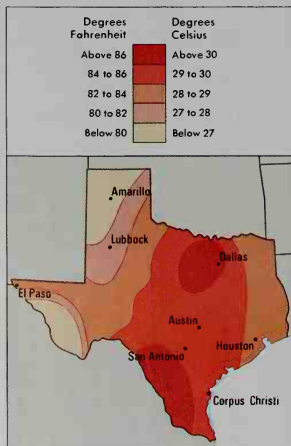 Degrees Fahrenheit
Degrees Celsius
Above 86
Above 30
84 to 86
29 to 30
82 to 84
28 to 29
80 to 82
27 to 28
Below 80
Below 27
Amarillo
Lubbock
Dallas
El Paso
Austin
San Antonio
Houston
Corpus Christi